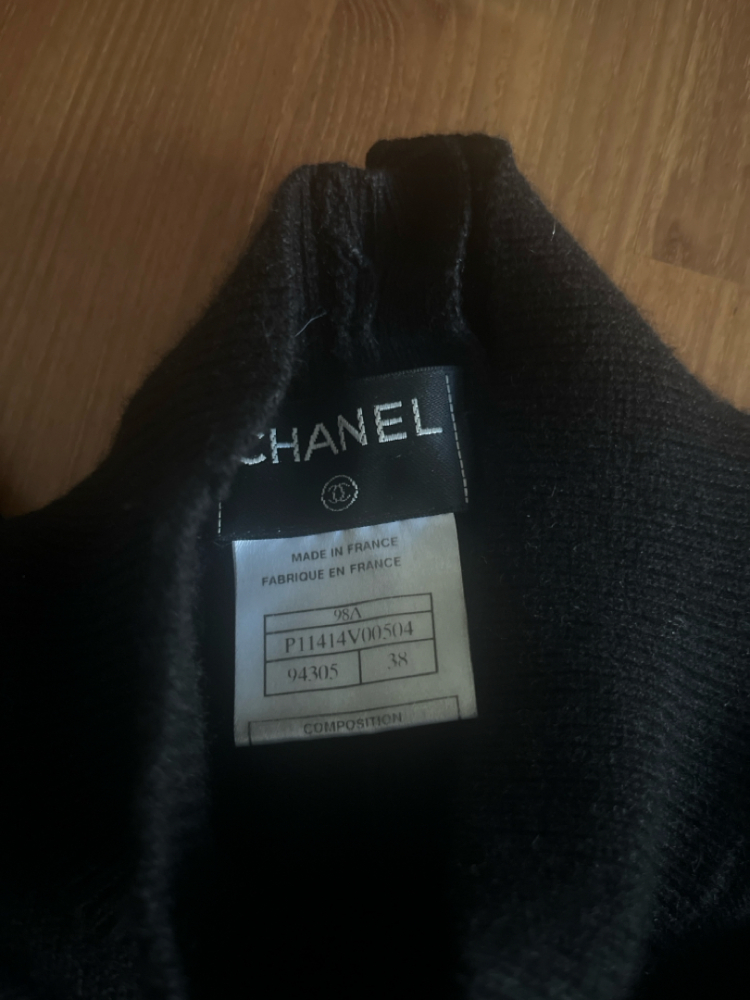 CHANEL
MADE IN FRANCE
FABRIQUE EN FRANCE
98A
P11414V00504
94305 38
COMPOSITION